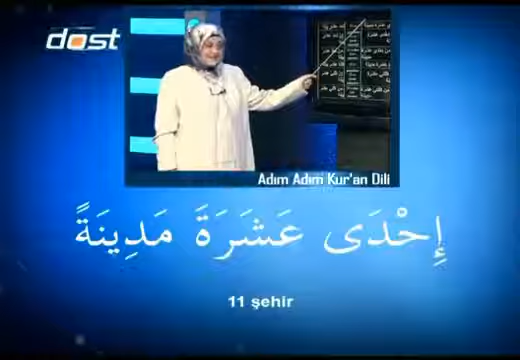 dost
Adım Adım Kur'an Dili
إِحْدَى عَشَرَةَ مَدِينَةً
11 şehir